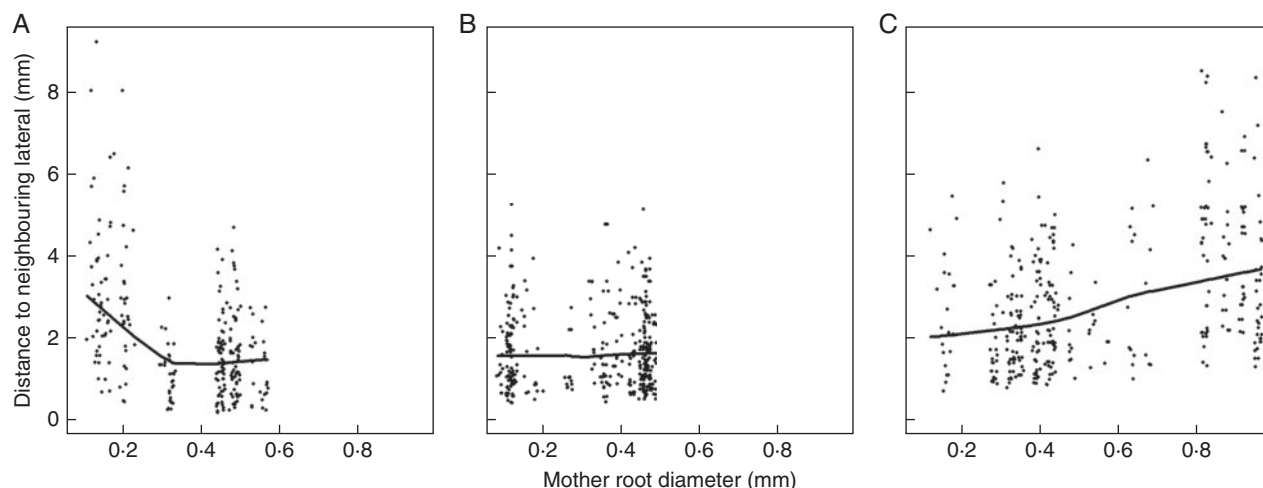 A B C
Distance to neighbouring lateral (mm)
8
6
4
2
0
0·2 0·4 0·6 0·8 0·2 0·4 0·6 0·8 0·2 0·4 0·6 0·8
Mother root diameter (mm)